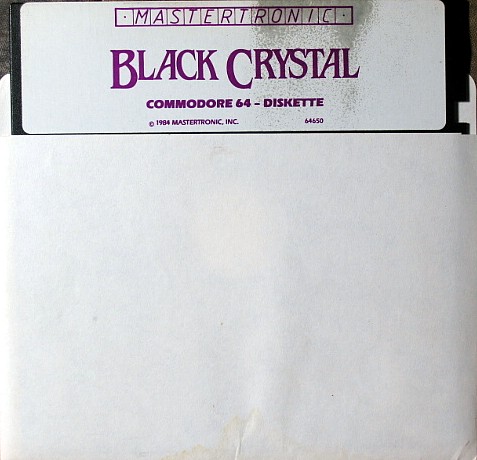 MASTERTRONIC
BLACK CRYSTAL
COMMODORE 64 - DISKETTE
© 1984 MASTERTRONIC, INC. 64650